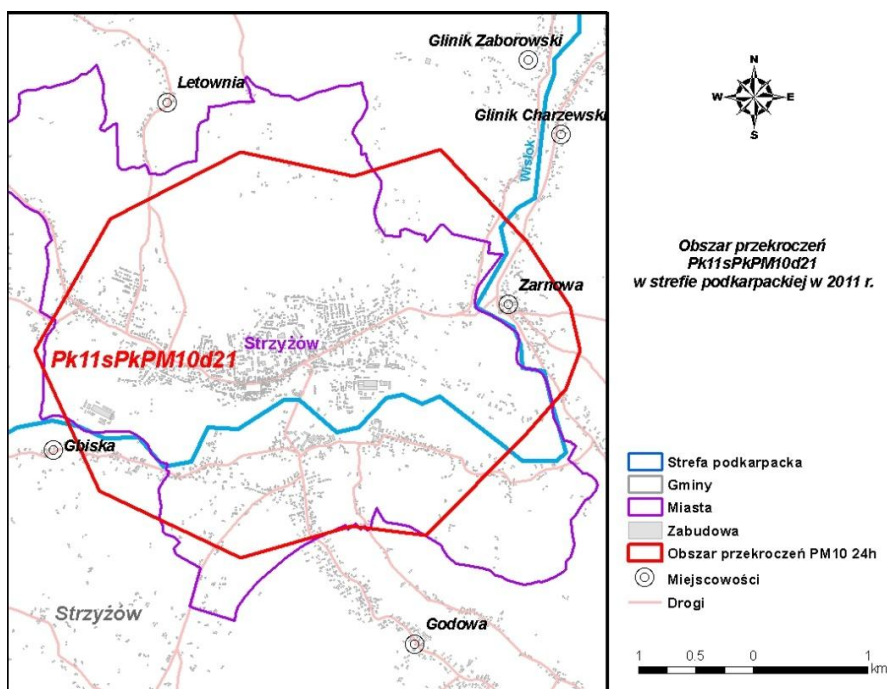 Glinik Zaborowski
Letownia
Glinik Charzewski
Wisłok
Zarnowa
Strzyżów
Pk11sPkPM10d21
Gbiska
Strzyżów
Godowa
N
W E
S
Obszar przekroczeń
Pk11sPkPM10d21
w strefie podkarpackiej w 2011 r.
Strefa podkarpacka
Gminy
Miasta
Zabudowa
Obszar przekroczeń PM10 24h
Miejscowości
Drogi
1 0.5 0 1
km